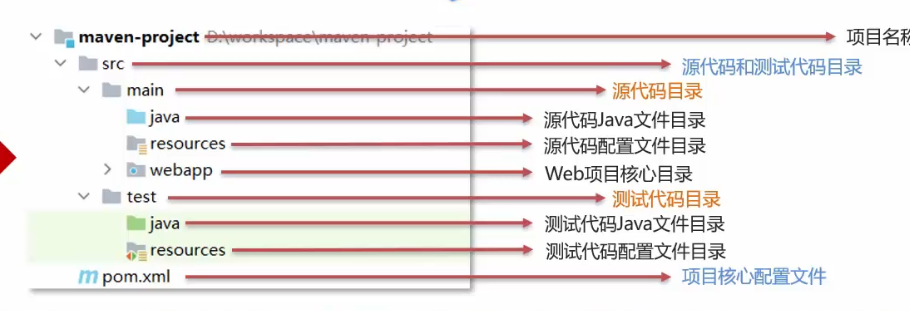 maven-project D:\workspace\maven-project 项目名称
src 源代码和测试代码目录
main 源代码目录
java 源代码Java文件目录
resources 源代码配置文件目录
webapp Web项目核心目录
test 测试代码目录
java 测试代码Java文件目录
resources 测试代码配置文件目录
pom.xml 项目核心配置文件